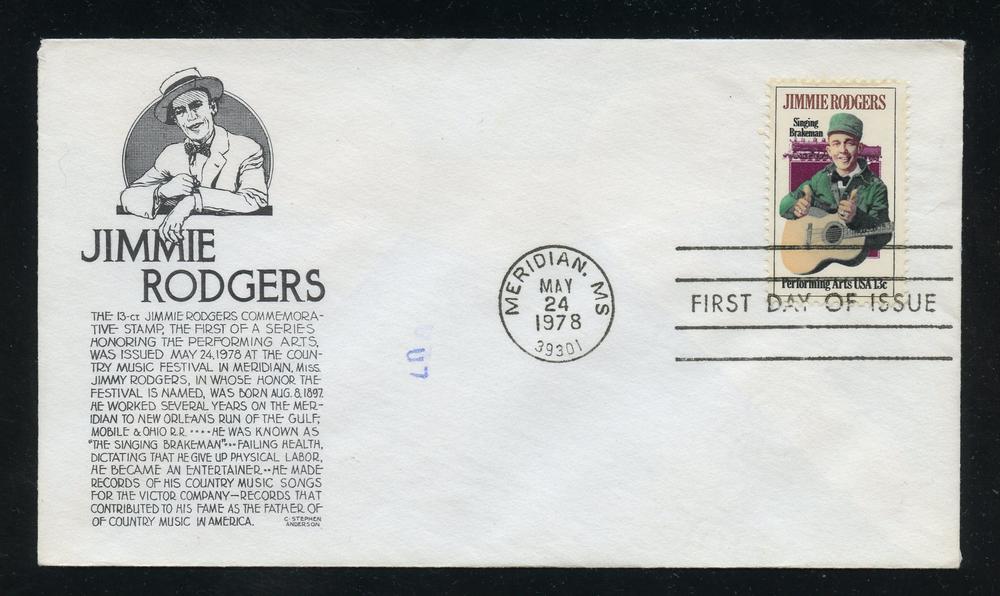 JIMMIE
RODGERS
THE 13-CT JIMMIE RODGERS COMMEMORA-
TIVE STAMP, THE FIRST OF A SERIES
HONORING THE PERFORMING ARTS,
WAS ISSUED MAY 24, 1978 AT THE COUN-
TRY MUSIC FESTIVAL IN MERIDIAN, MISS.
JIMMY RODGERS, IN WHOSE HONOR THE
FESTIVAL IS NAMED, WAS BORN AUG. 8, 1897.
HE WORKED SEVERAL YEARS ON THE MER-
IDIAN TO NEW ORLEANS RUN OF THE GULF,
MOBILE & OHIO R.R. •••• HE WAS KNOWN AS
"THE SINGING BRAKEMAN"••• FAILING HEALTH,
DICTATING THAT HE GIVE UP PHYSICAL LABOR,
HE BECAME AN ENTERTAINER •• HE MADE
RECORDS OF HIS COUNTRY MUSIC SONGS
FOR THE VICTOR COMPANY—RECORDS THAT
CONTRIBUTED TO HIS FAME AS THE FATHER OF
OF COUNTRY MUSIC IN AMERICA.
C. STEPHEN
ANDERSON
MERIDIAN, MS
MAY
24
1978
39301
JIMMIE RODGERS
Singing
Brakeman
Performing Arts USA 13c
FIRST DAY OF ISSUE